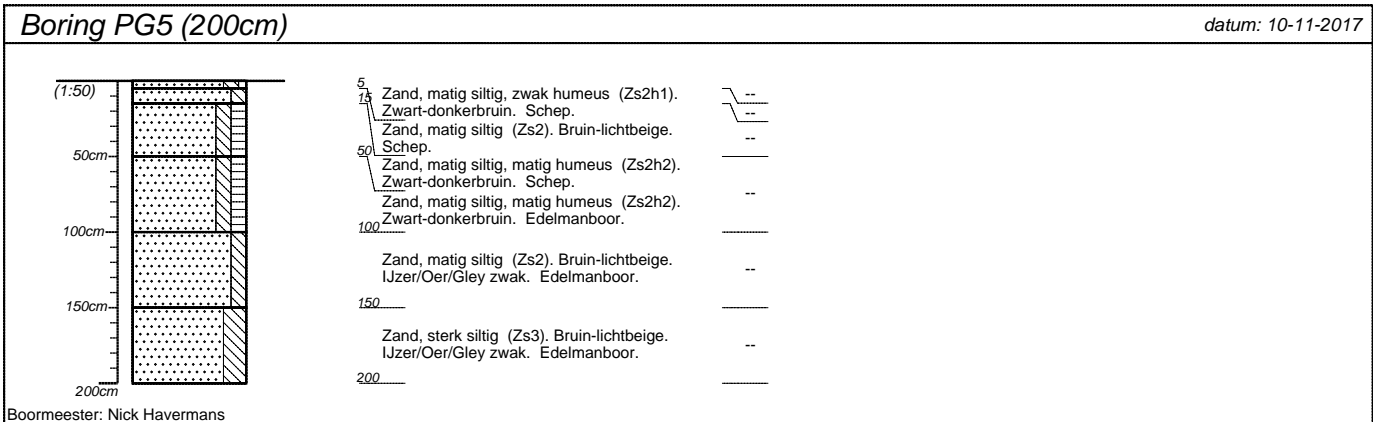 Boring PG5 (200cm)
datum: 10-11-2017
(1:50)
50cm
100cm
150cm
200cm
5
Zand, matig siltig, zwak humeus (Zs2h1).
Zwart-donkerbruin. Schep.
--
15
Zand, matig siltig (Zs2). Bruin-lichtbeige.
Schep.
--
50
Zand, matig siltig, matig humeus (Zs2h2).
Zwart-donkerbruin. Schep.
--
Zand, matig siltig, matig humeus (Zs2h2).
Zwart-donkerbruin. Edelmanboor.
--
100
Zand, matig siltig (Zs2). Bruin-lichtbeige.
IJzer/Oer/Gley zwak. Edelmanboor.
--
150
Zand, sterk siltig (Zs3). Bruin-lichtbeige.
IJzer/Oer/Gley zwak. Edelmanboor.
--
200
Boormeester: Nick Havermans